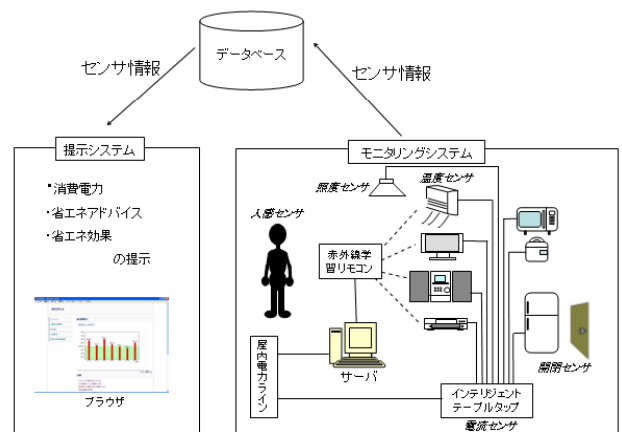 データベース
センサ情報
センサ情報
提示システム
・消費電力
・省エネアドバイス
・省エネ効果
の提示
ブラウザ
モニタリングシステム
照度センサ
温度センサ
人感センサ
赤外線学
習リモコン
屋内電力ライン
サーバ
インテリジェント
テーブルタップ
電流センサ
開閉センサ